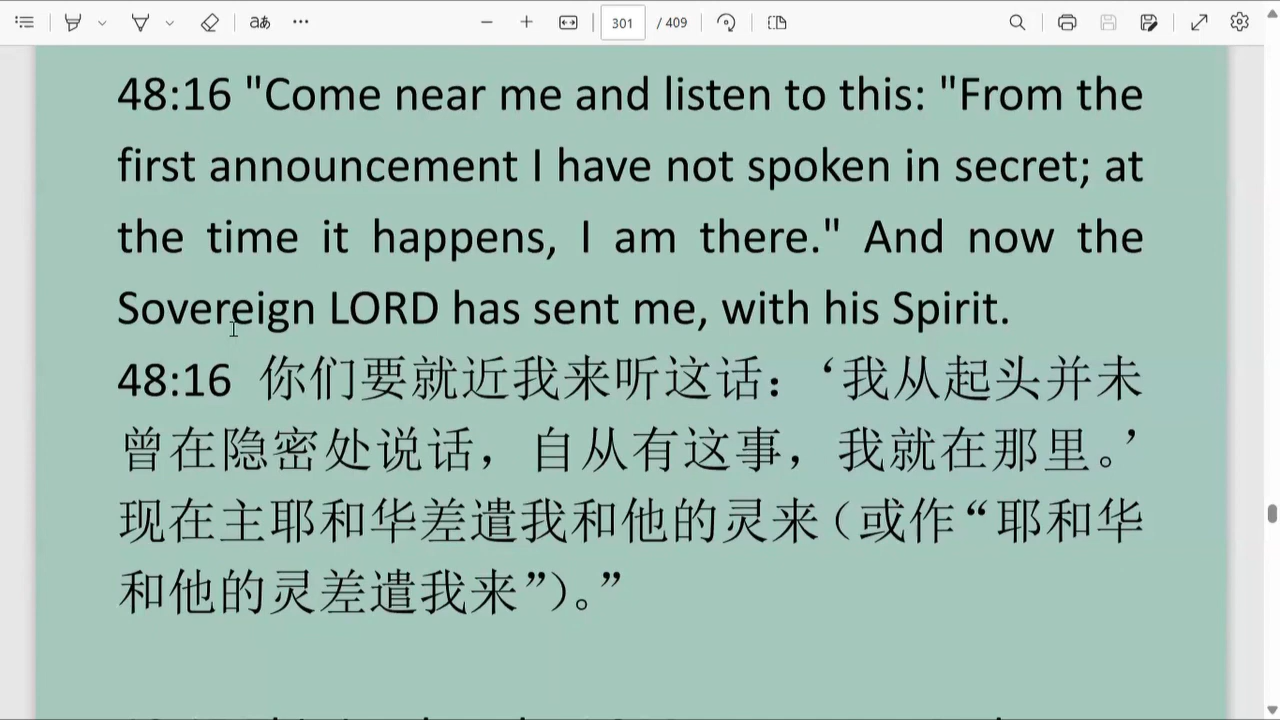 301 / 409
48:16 "Come near me and listen to this: "From the
first announcement I have not spoken in secret; at
the time it happens, I am there." And now the
Sovereign LORD has sent me, with his Spirit.
48:16 你们要就近我来听这话：‘我从起头并未
曾在隐密处说话，自从有这事，我就在那里。’
现在主耶和华差遣我和他的灵来（或作“耶和华
和他的灵差遣我来”）。”